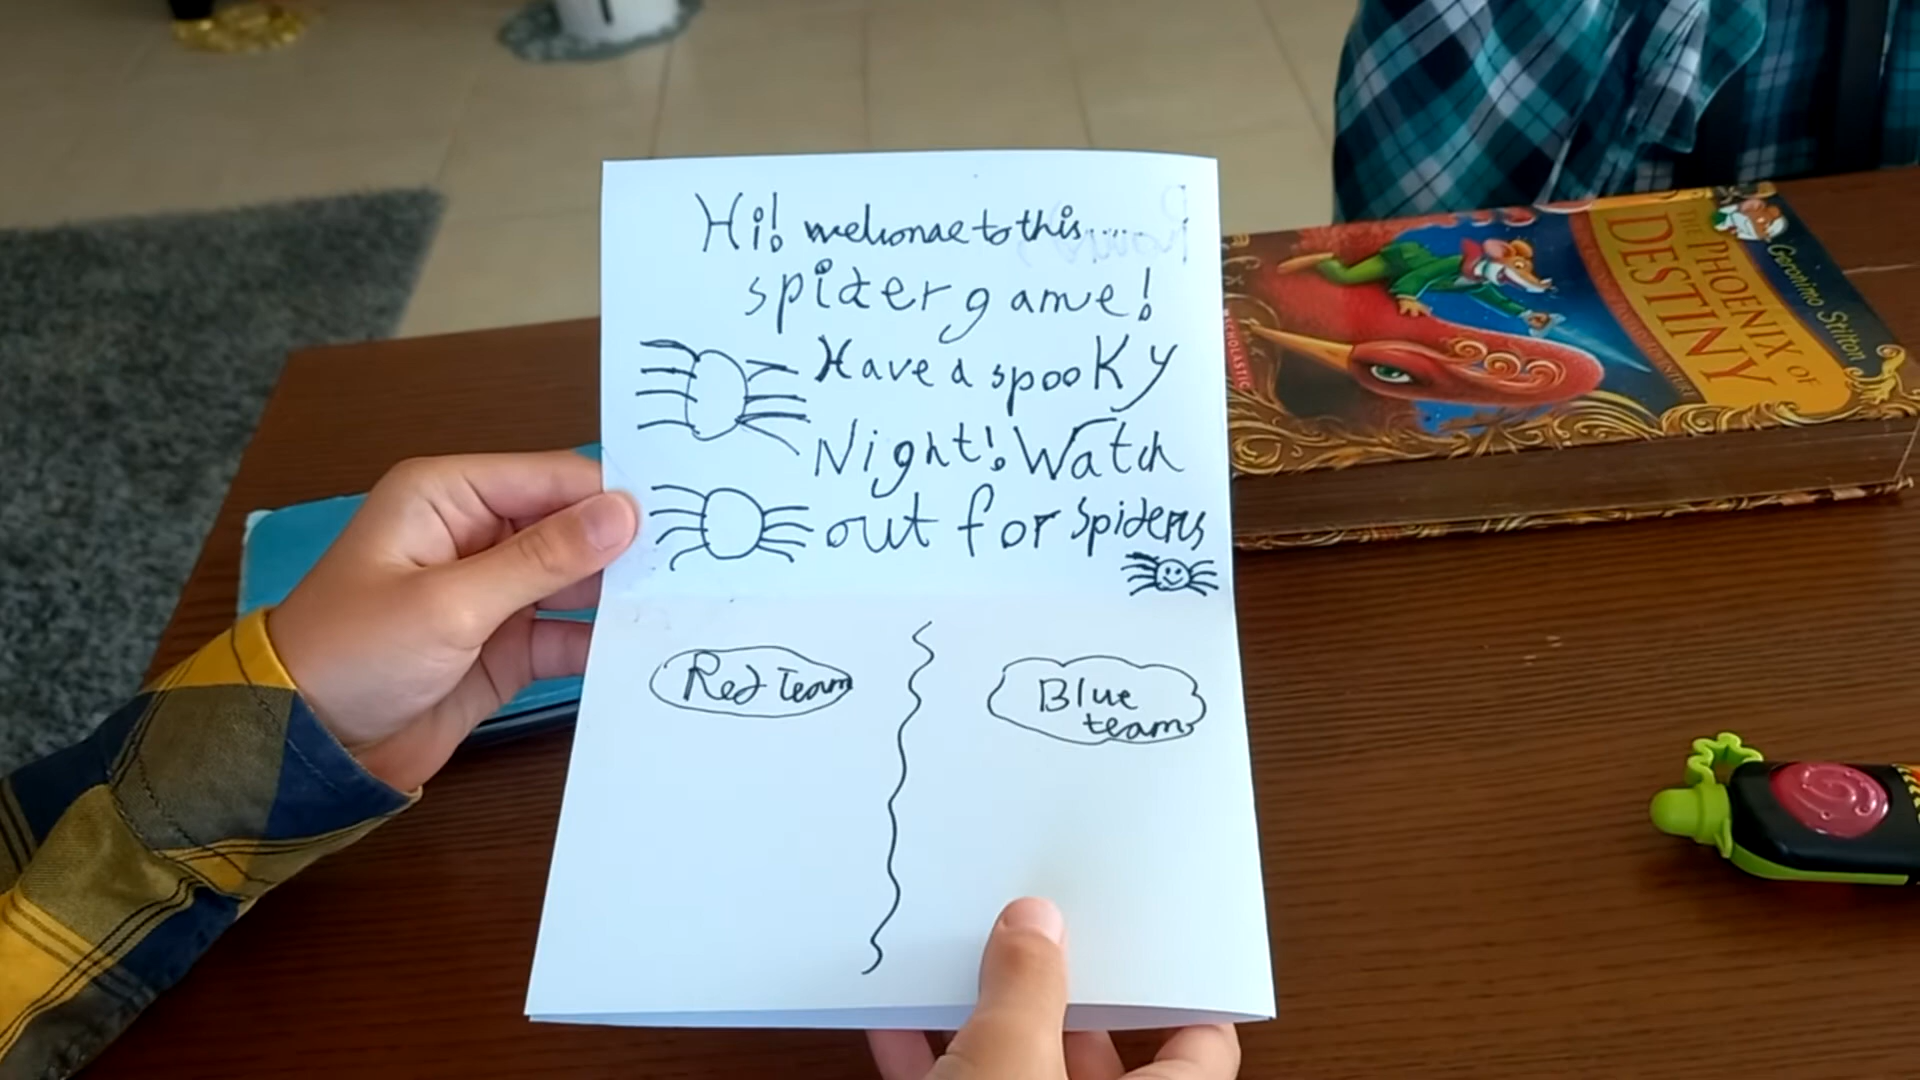 Hi! welcome to this.....
spider game!
Have a spooky
Night! Watch
out for spiders
Red Team
Blue
team
THE PHOENIX OF
DESTINY
Geronimo Stilton
SCHOLASTIC